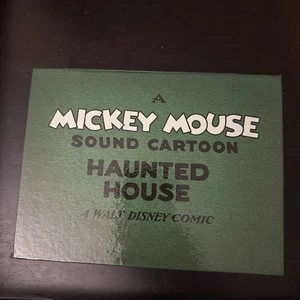 A
MICKEY MOUSE
SOUND CARTOON
HAUNTED
HOUSE
A WALT DISNEY COMIC